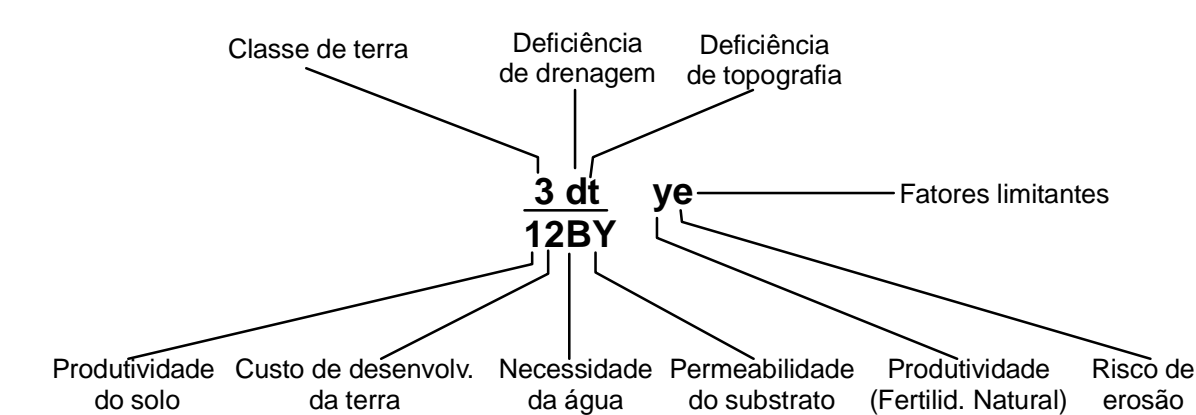 Classe de terra
Deficiência
de drenagem
Deficiência
de topografia
3 dt
12BY
ye
Fatores limitantes
Produtividade
do solo
Custo de desenvolv.
da terra
Necessidade
da água
Permeabilidade
do substrato
Produtividade
(Fertilid. Natural)
Risco de
erosão